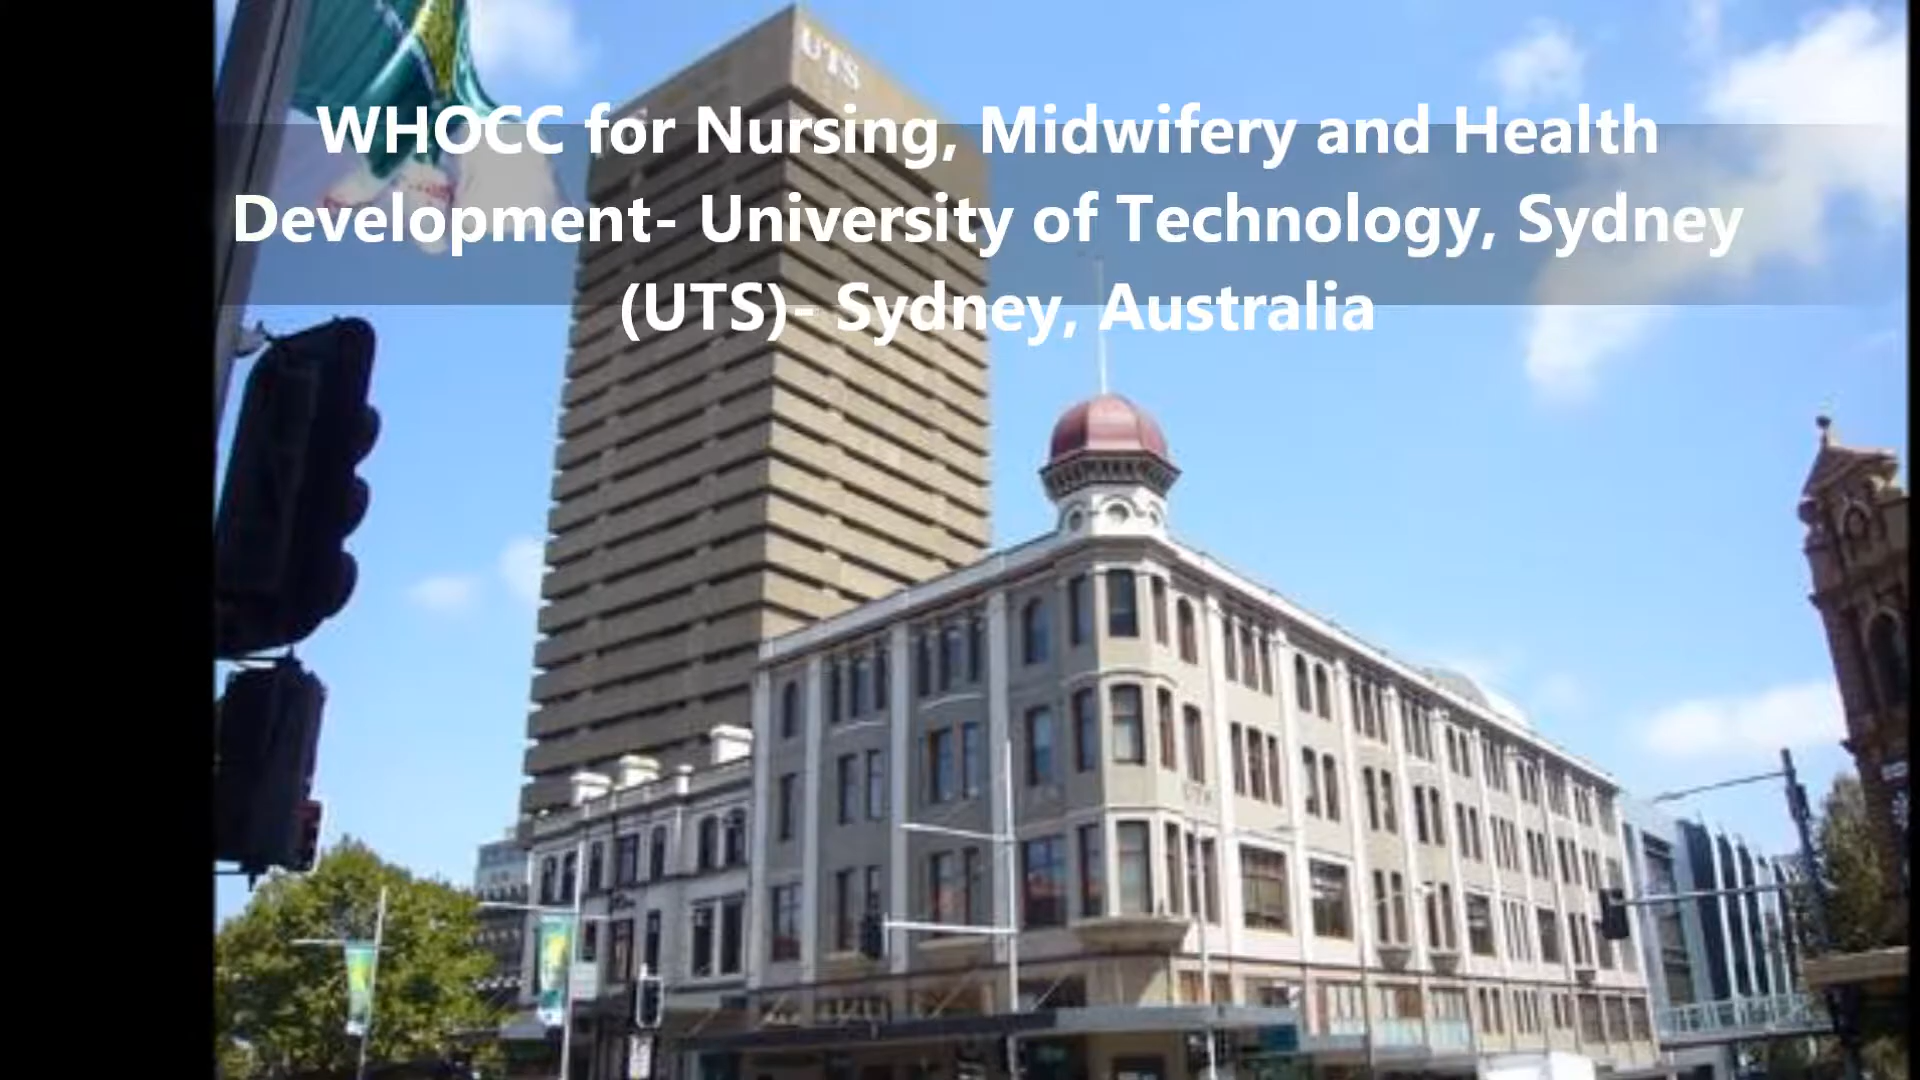 UTS
WHOCC for Nursing, Midwifery and Health
Development- University of Technology, Sydney
(UTS)- Sydney, Australia